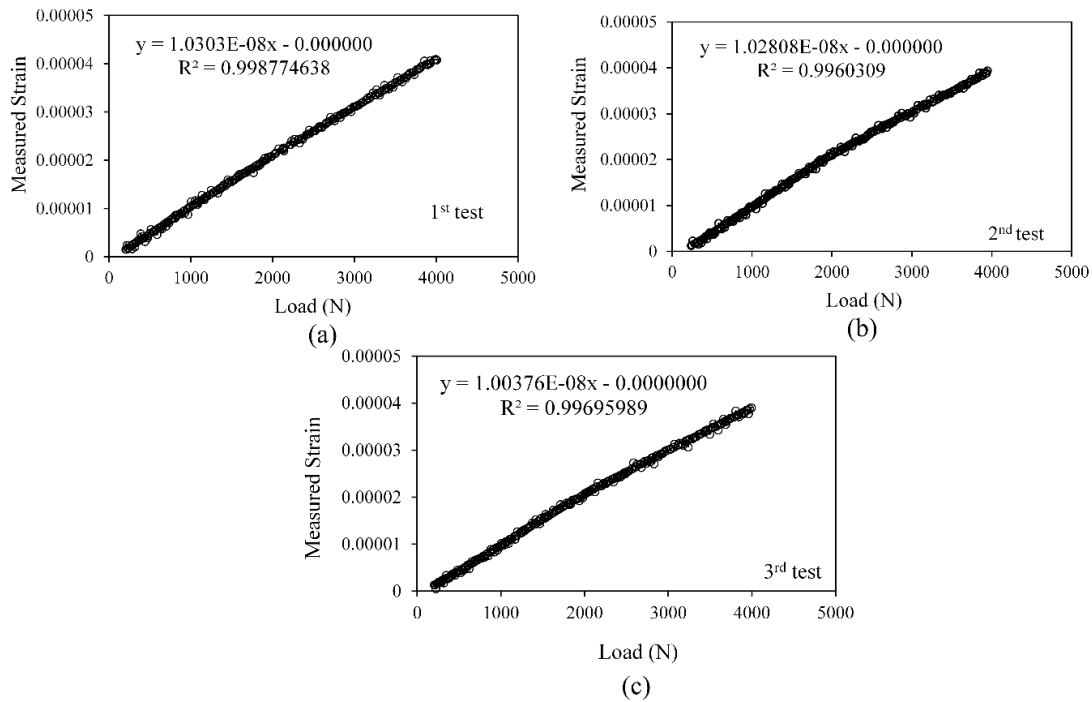 0.00005
0.00004
0.00003
0.00002
0.00001
0
Measured Strain
y = 1.0303E-08x - 0.000000
R² = 0.998774638
1st test
0 1000 2000 3000 4000 5000
Load (N)
(a)
0.00005
0.00004
0.00003
0.00002
0.00001
0
Measured Strain
y = 1.02808E-08x - 0.000000
R² = 0.9960309
2nd test
0 1000 2000 3000 4000 5000
Load (N)
(b)
0.00005
0.00004
0.00003
0.00002
0.00001
0
Measured Strain
y = 1.00376E-08x - 0.0000000
R² = 0.99695989
3rd test
0 1000 2000 3000 4000 5000
Load (N)
(c)